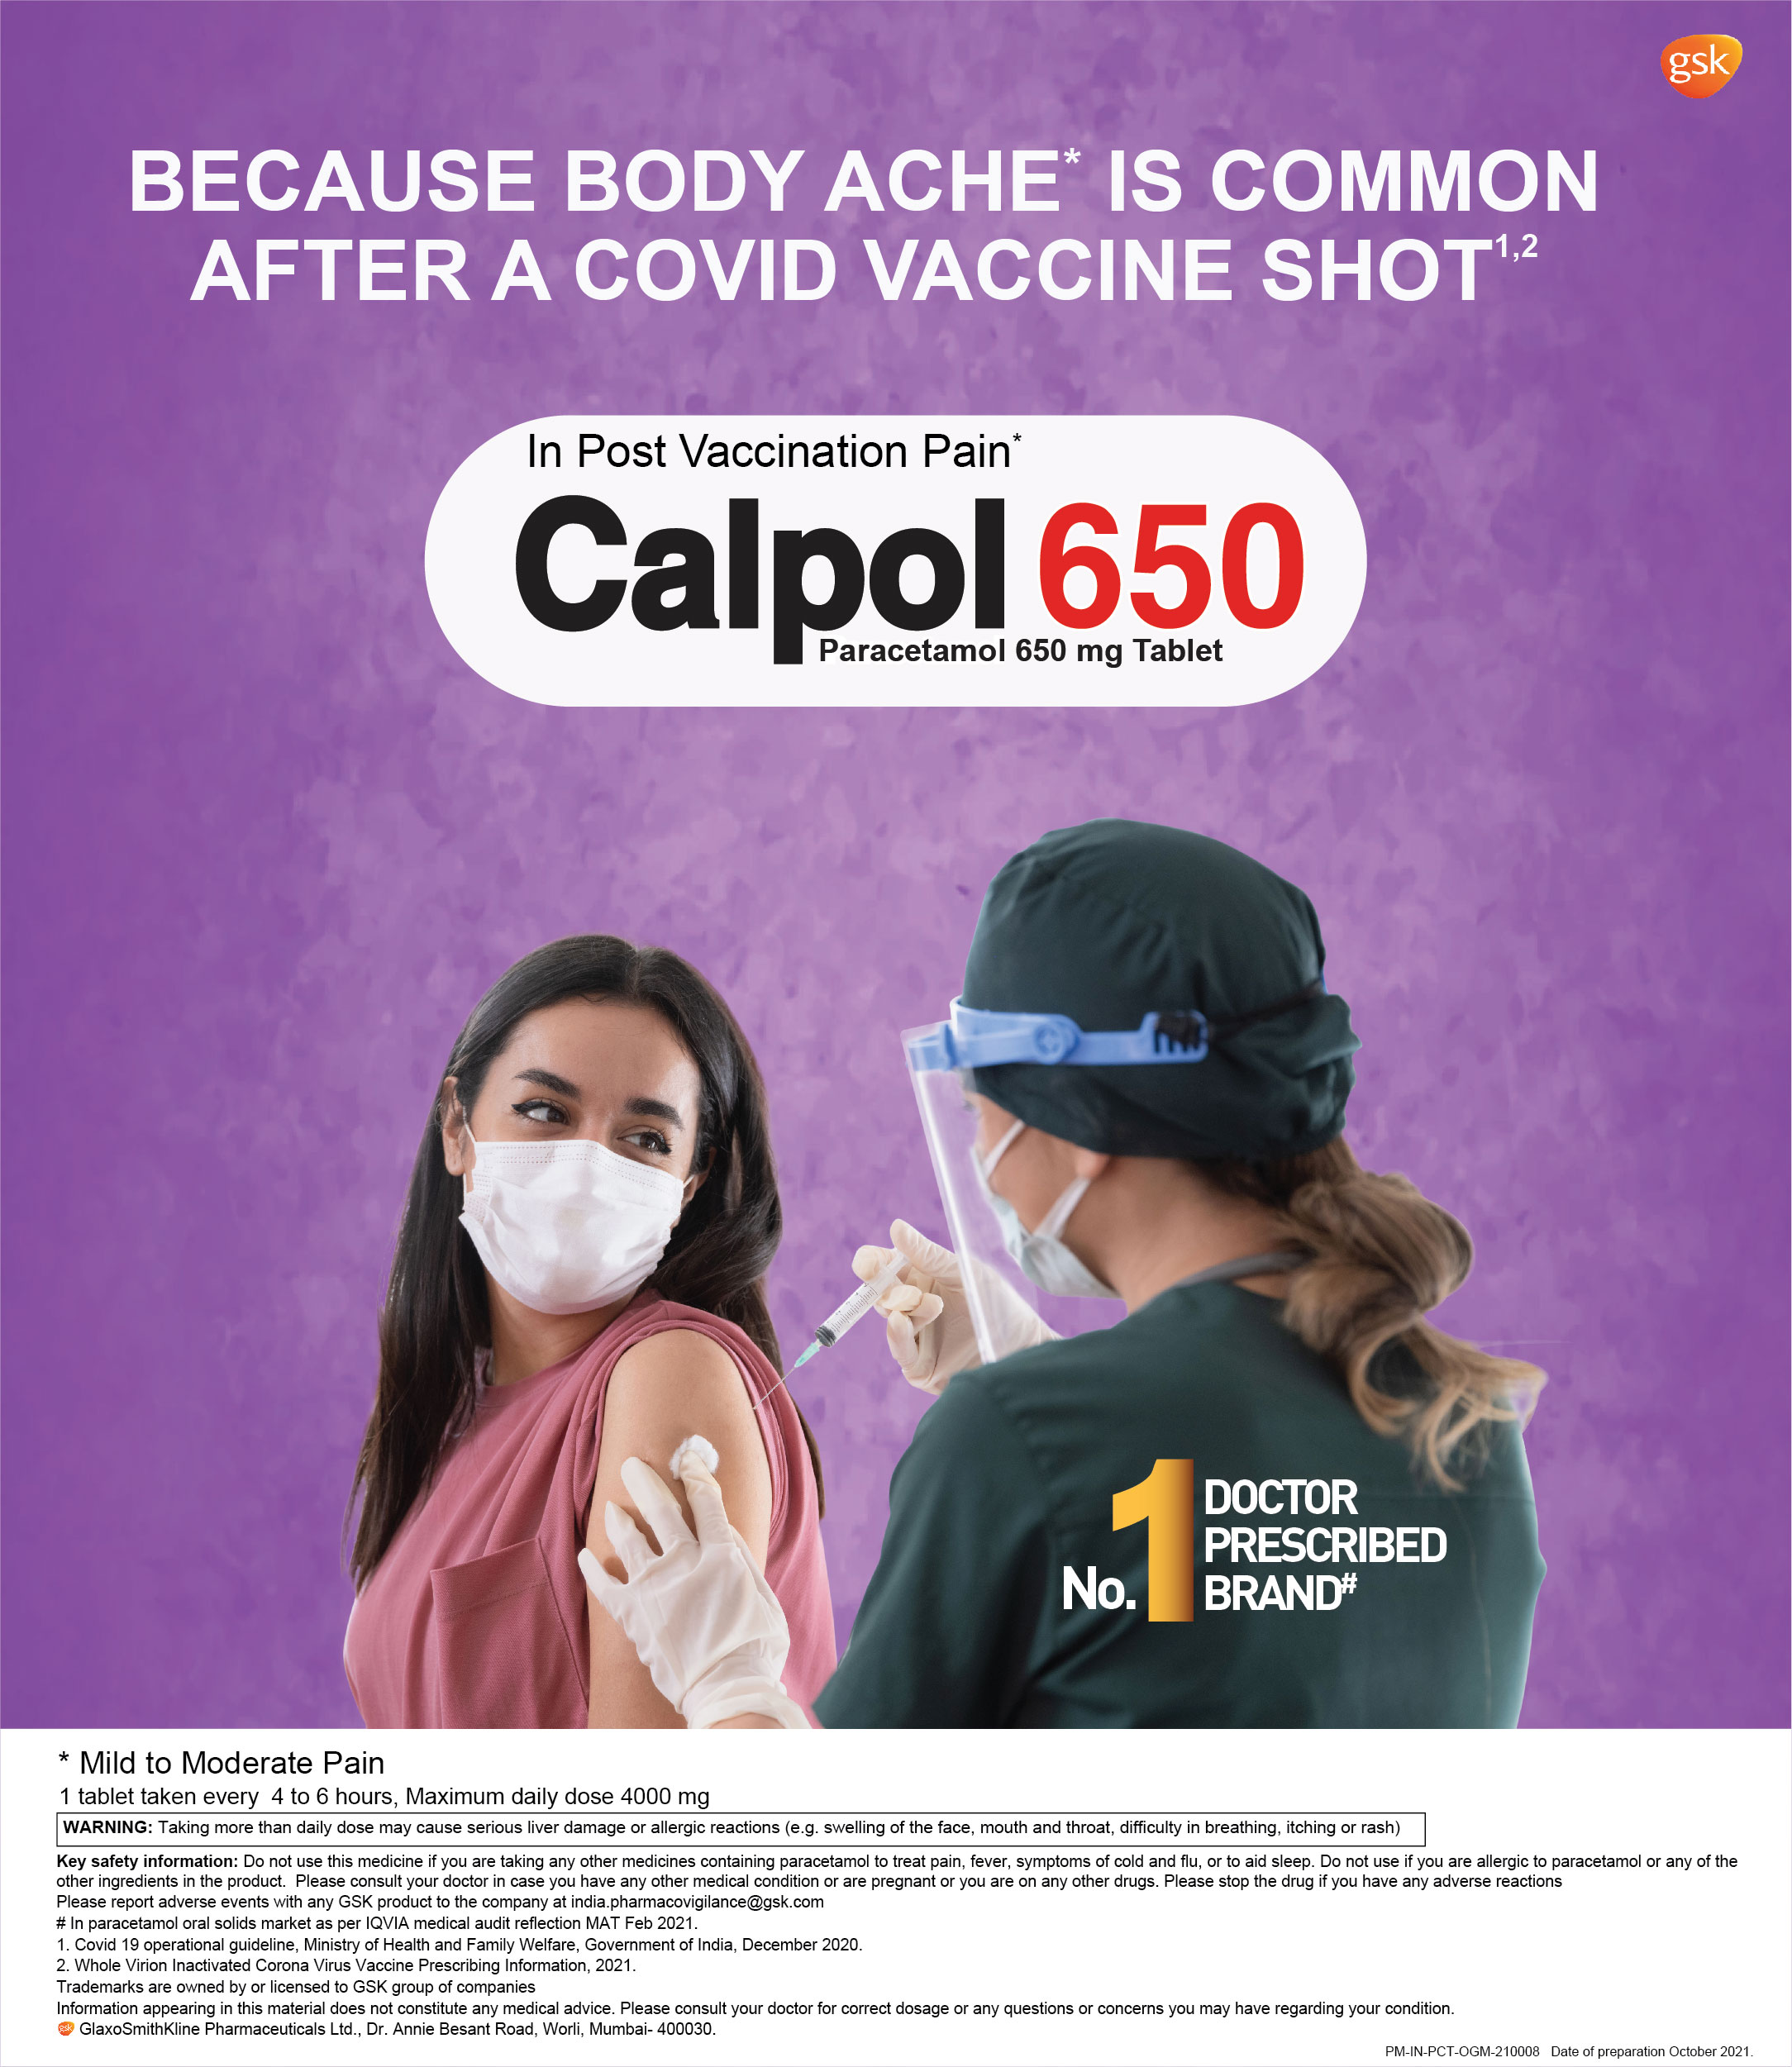 gsk
BECAUSE BODY ACHE* IS COMMON
AFTER A COVID VACCINE SHOT1,2
In Post Vaccination Pain*
Calpol 650
Paracetamol 650 mg Tablet
No.1 DOCTOR
PRESCRIBED
BRAND#
* Mild to Moderate Pain
1 tablet taken every 4 to 6 hours, Maximum daily dose 4000 mg
WARNING: Taking more than daily dose may cause serious liver damage or allergic reactions (e.g. swelling of the face, mouth and throat, difficulty in breathing, itching or rash)
Key safety information: Do not use this medicine if you are taking any other medicines containing paracetamol to treat pain, fever, symptoms of cold and flu, or to aid sleep. Do not use if you are allergic to paracetamol or any of the
other ingredients in the product. Please consult your doctor in case you have any other medical condition or are pregnant or you are on any other drugs. Please stop the drug if you have any adverse reactions
Please report adverse events with any GSK product to the company at india.pharmacovigilance@gsk.com
# In paracetamol oral solids market as per IQVIA medical audit reflection MAT Feb 2021.
1. Covid 19 operational guideline, Ministry of Health and Family Welfare, Government of India, December 2020.
2. Whole Virion Inactivated Corona Virus Vaccine Prescribing Information, 2021.
Trademarks are owned by or licensed to GSK group of companies
Information appearing in this material does not constitute any medical advice. Please consult your doctor for correct dosage or any questions or concerns you may have regarding your condition.
gsk GlaxoSmithKline Pharmaceuticals Ltd., Dr. Annie Besant Road, Worli, Mumbai- 400030.
PM-IN-PCT-OGM-210008 Date of preparation October 2021.